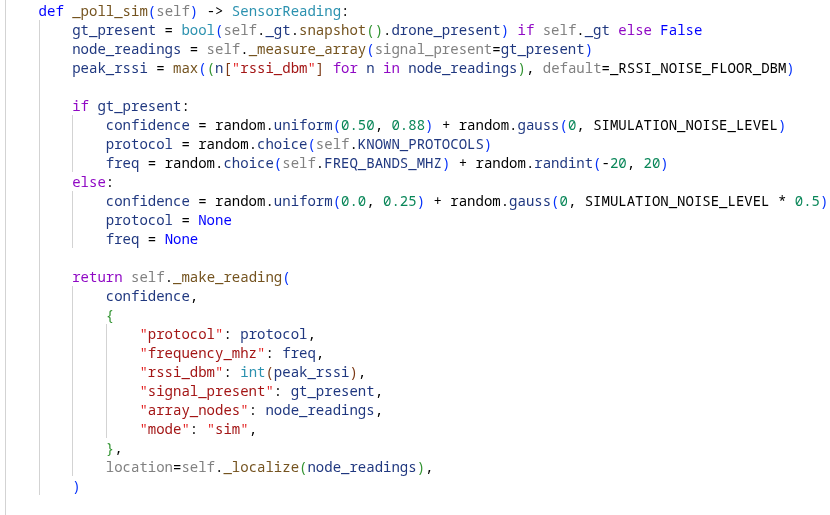 def _poll_sim(self) -> SensorReading:
    gt_present = bool(self._gt.snapshot().drone_present) if self._gt else False
    node_readings = self._measure_array(signal_present=gt_present)
    peak_rssi = max((n["rssi_dbm"] for n in node_readings), default=_RSSI_NOISE_FLOOR_DBM)

    if gt_present:
        confidence = random.uniform(0.50, 0.88) + random.gauss(0, SIMULATION_NOISE_LEVEL)
        protocol = random.choice(self.KNOWN_PROTOCOLS)
        freq = random.choice(self.FREQ_BANDS_MHZ) + random.randint(-20, 20)
    else:
        confidence = random.uniform(0.0, 0.25) + random.gauss(0, SIMULATION_NOISE_LEVEL * 0.5)
        protocol = None
        freq = None

    return self._make_reading(
        confidence,
        {
            "protocol": protocol,
            "frequency_mhz": freq,
            "rssi_dbm": int(peak_rssi),
            "signal_present": gt_present,
            "array_nodes": node_readings,
            "mode": "sim",
        },
        location=self._localize(node_readings),
    )